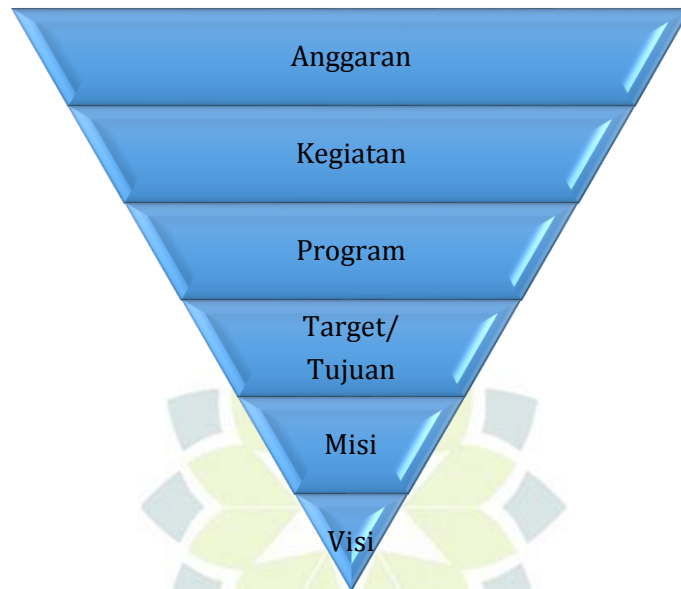 Anggaran
Kegiatan
Program
Target/
Tujuan
Misi
Visi